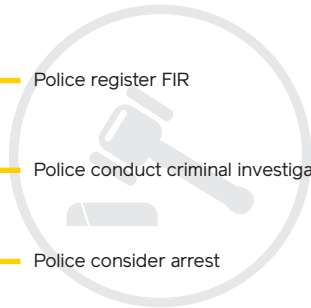 Police register FIR
Police conduct criminal investiga
Police consider arrest